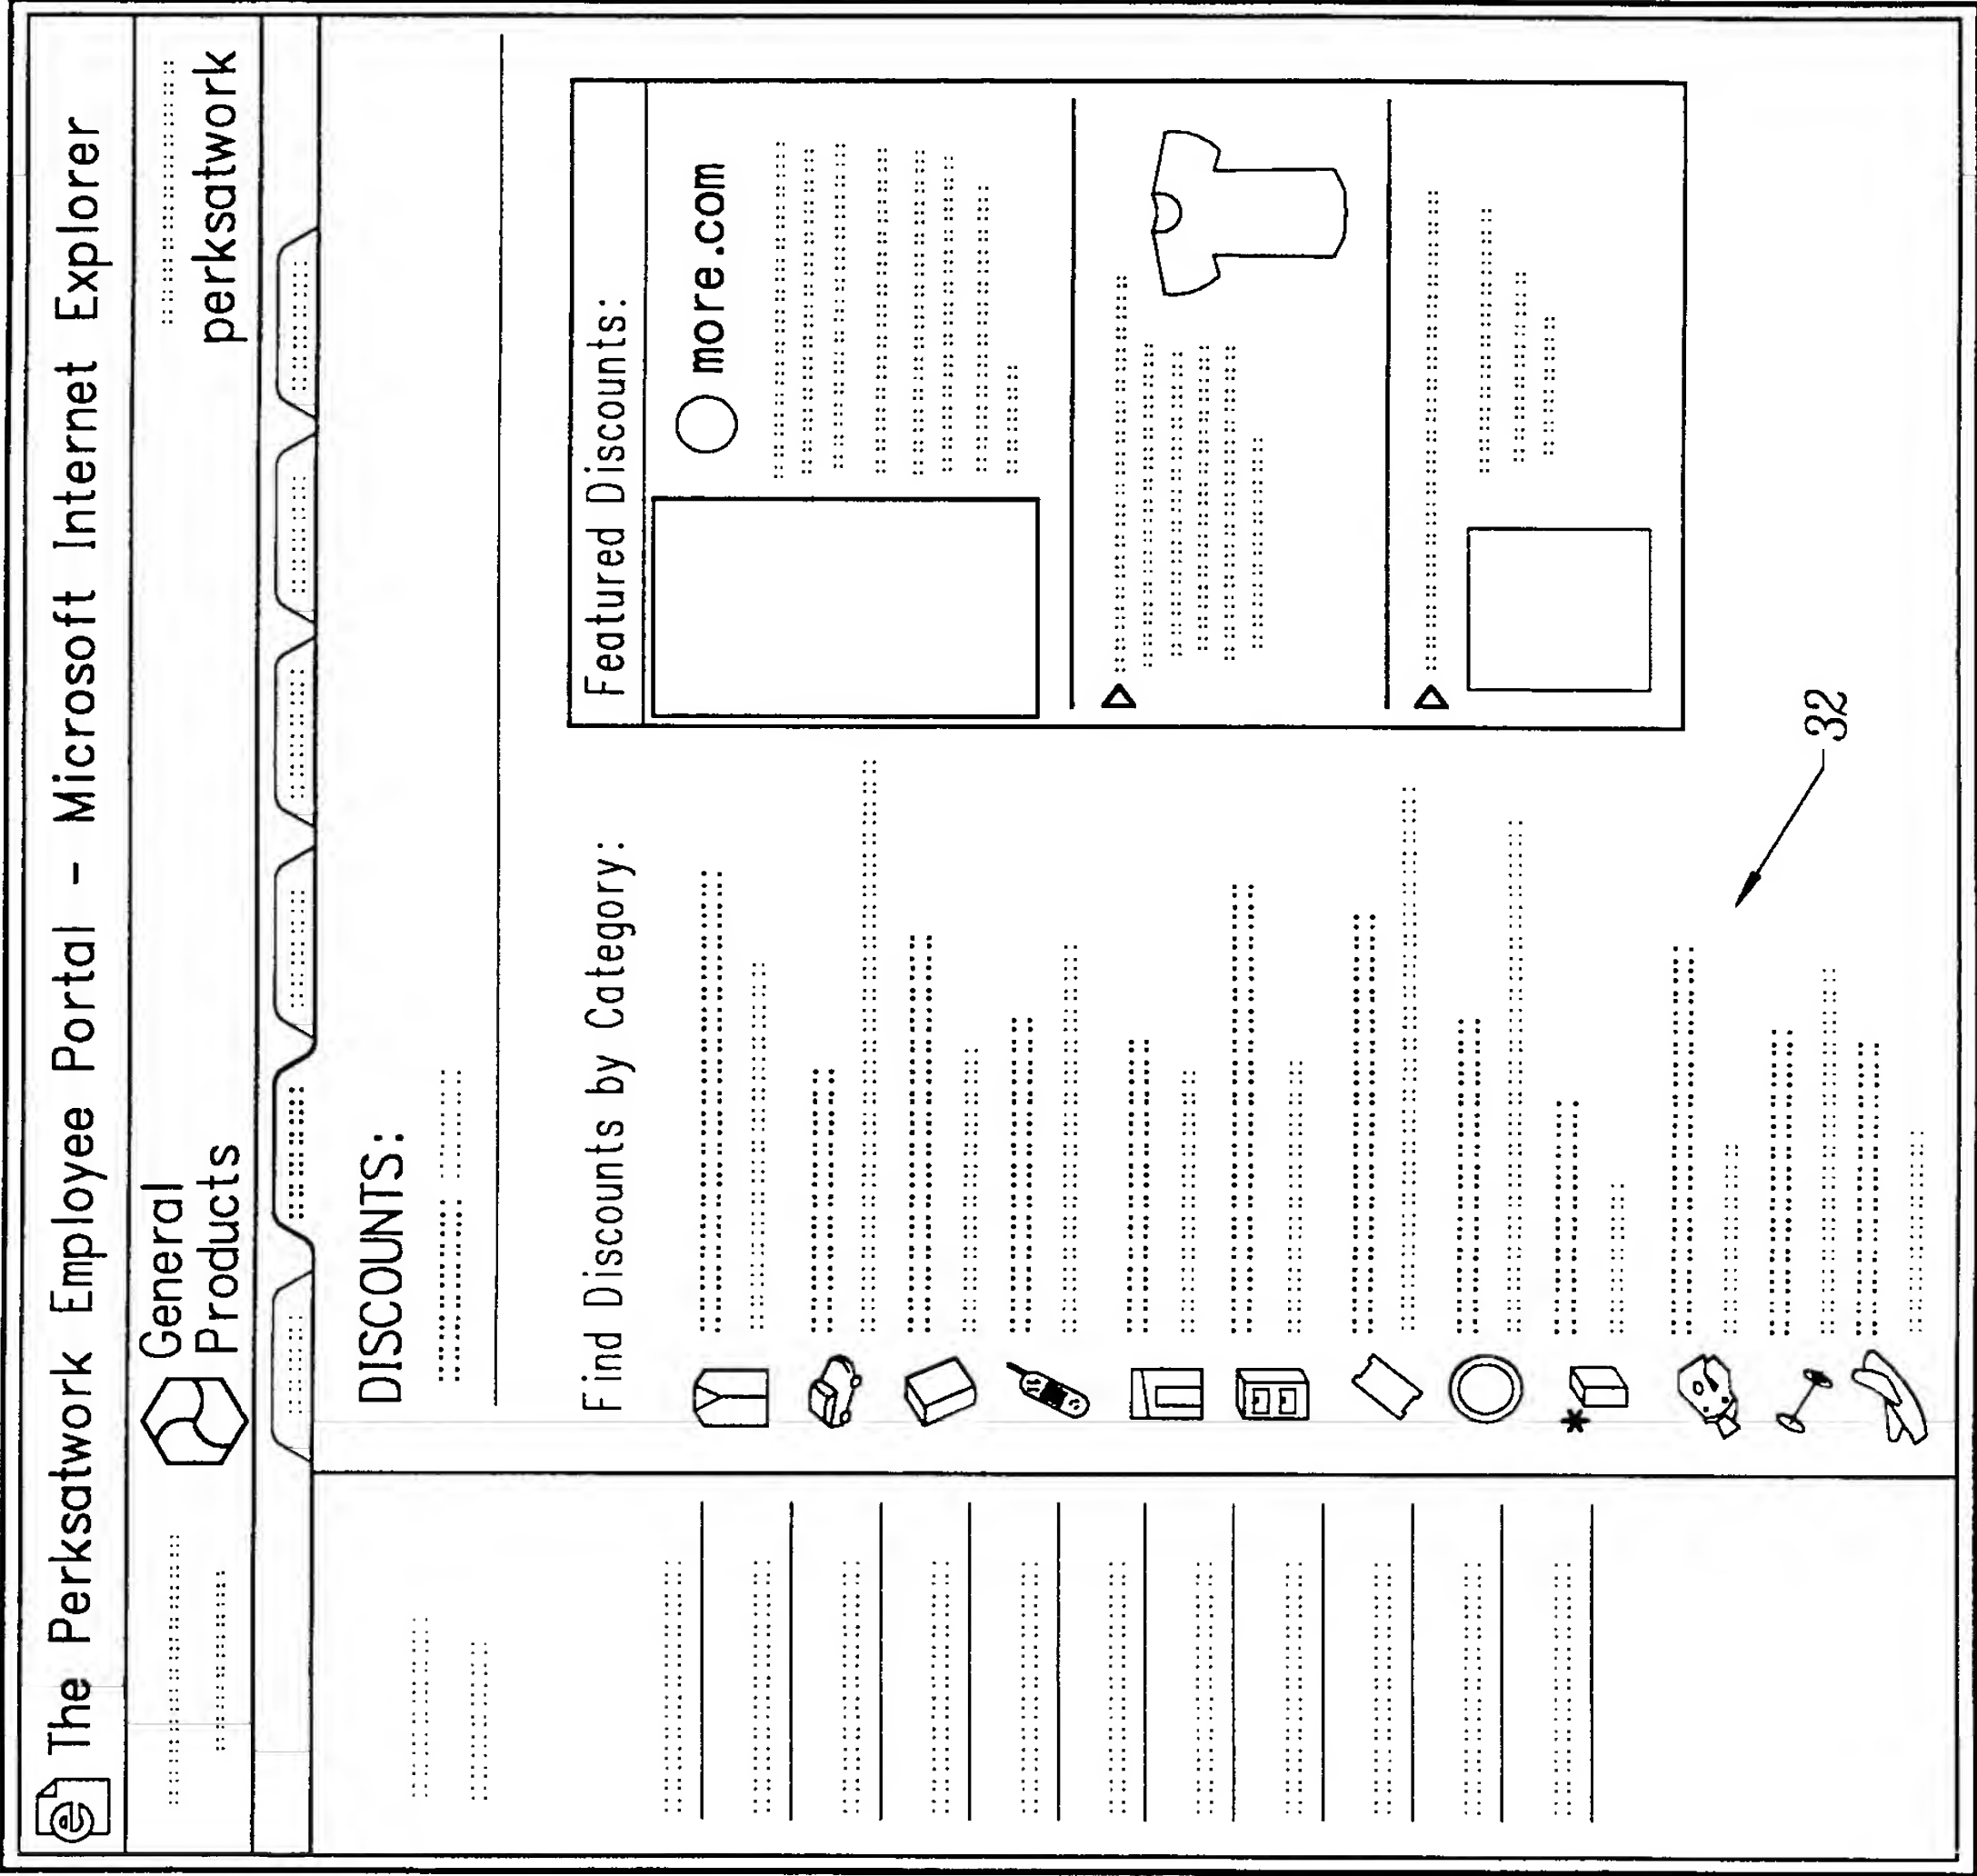 The Perksatwork Employee Portal - Microsoft Internet Explorer
General
Products
perksatwork
DISCOUNTS:
Find Discounts by Category:
Featured Discounts:
more.com
32